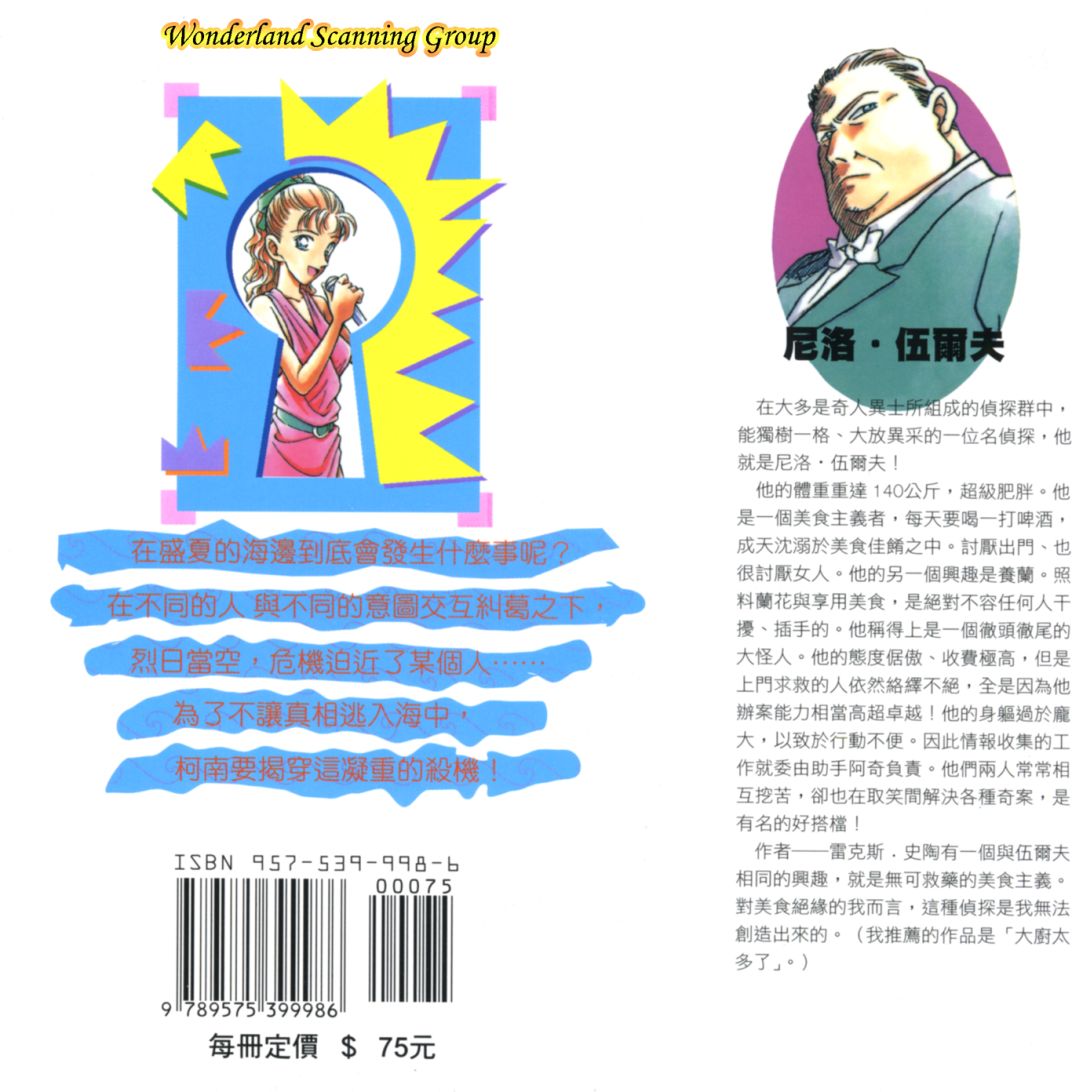 Wonderland Scanning Group
在盛夏的海邊到底會發生什麼事呢？
在不同的人 與不同的意圖交互糾葛之下，
烈日當空，危機迫近了某個人……
為了不讓真相逃入海中，
柯南要揭穿這凝重的殺機！
ISBN 957-539-998-6
00075
9 789575 399986
每冊定價 $ 75元
尼洛・伍爾夫
在大多是奇人異士所組成的偵探群中，
能獨樹一格、大放異采的一位名偵探，他
就是尼洛・伍爾夫！
他的體重重達140公斤，超級肥胖。他
是一個美食主義者，每天要喝一打啤酒，
成天沈溺於美食佳餚之中。討厭出門、也
很討厭女人。他的另一個興趣是養蘭。照
料蘭花與享用美食，是絕對不容任何人干
擾、插手的。他稱得上是一個徹頭徹尾的
大怪人。他的態度倨傲、收費極高，但是
上門求救的人依然絡繹不絕，全是因為他
辦案能力相當高超卓越！他的身軀過於龐
大，以致於行動不便。因此情報收集的工
作就委由助手阿奇負責。他們兩人常常相
互挖苦，卻也在取笑間解決各種奇案，是
有名的好搭檔！
作者——雷克斯．史陶有一個與伍爾夫
相同的興趣，就是無可救藥的美食主義。
對美食絕緣的我而言，這種偵探是我無法
創造出來的。（我推薦的作品是「大廚太
多了」。）